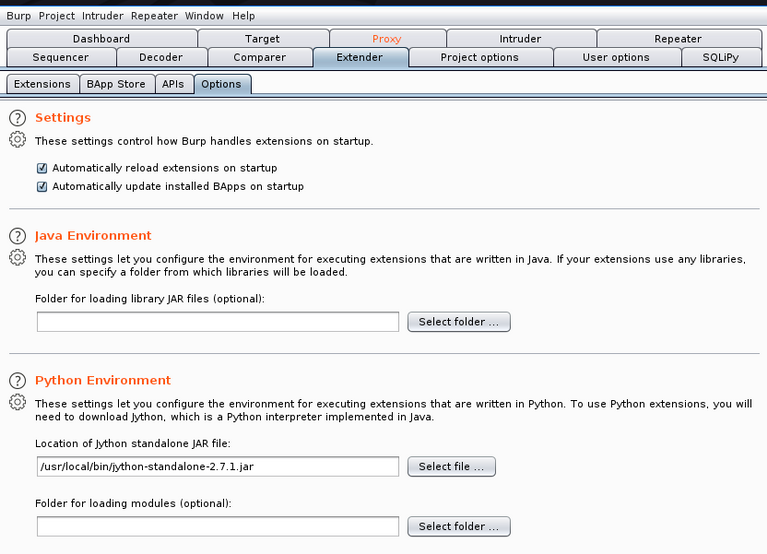 Burp Project Intruder Repeater Window Help
Dashboard Target Proxy Intruder Repeater
Sequencer Decoder Comparer Extender Project options User options SQLiPy
Extensions BApp Store APIs Options
? Settings
These settings control how Burp handles extensions on startup.
Automatically reload extensions on startup
Automatically update installed BApps on startup
? Java Environment
These settings let you configure the environment for executing extensions that are written in Java. If your extensions use any libraries,
you can specify a folder from which libraries will be loaded.
Folder for loading library JAR files (optional):
Select folder ...
? Python Environment
These settings let you configure the environment for executing extensions that are written in Python. To use Python extensions, you will
need to download Jython, which is a Python interpreter implemented in Java.
Location of Jython standalone JAR file:
/usr/local/bin/jython-standalone-2.7.1.jar Select file ...
Folder for loading modules (optional):
Select folder ...